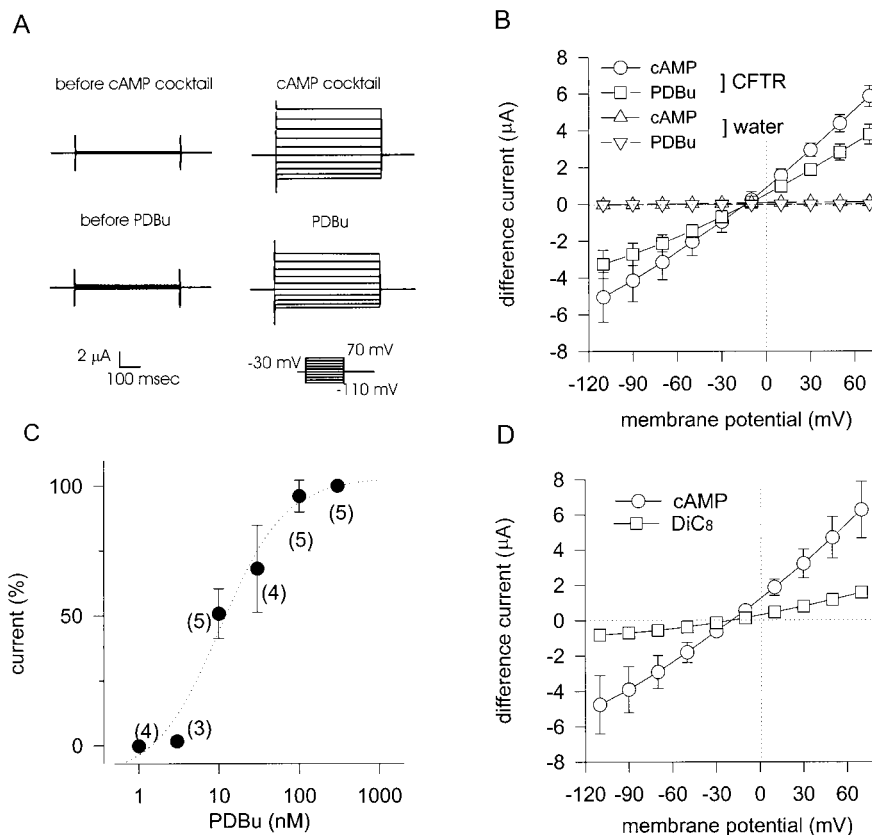 A
before cAMP cocktail
cAMP cocktail
before PDBu
PDBu
2 µA
100 msec
-30 mV
70 mV
-110 mV
B
cAMP
PDBu
] CFTR
cAMP
PDBu
] water
difference current (µA)
8
6
4
2
0
-2
-4
-6
-8
-120 -90 -60 -30 0 30 60
membrane potential (mV)
C
current (%)
100
50
0
(4)
(3)
(5)
(4)
(5)
(5)
1 10 100 1000
PDBu (nM)
D
cAMP
DiC8
difference current (µA)
8
6
4
2
0
-2
-4
-6
-8
-120 -90 -60 -30 0 30 60
membrane potential (mV)